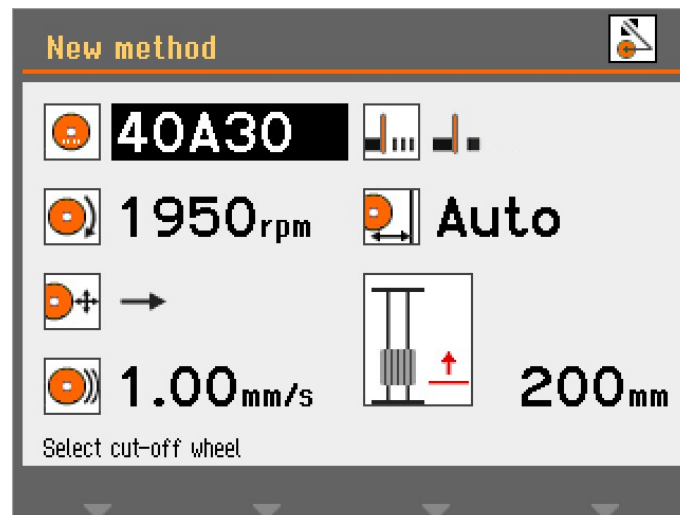 New method
40A30
1950rpm
Auto
1.00mm/s
200mm
Select cut-off wheel